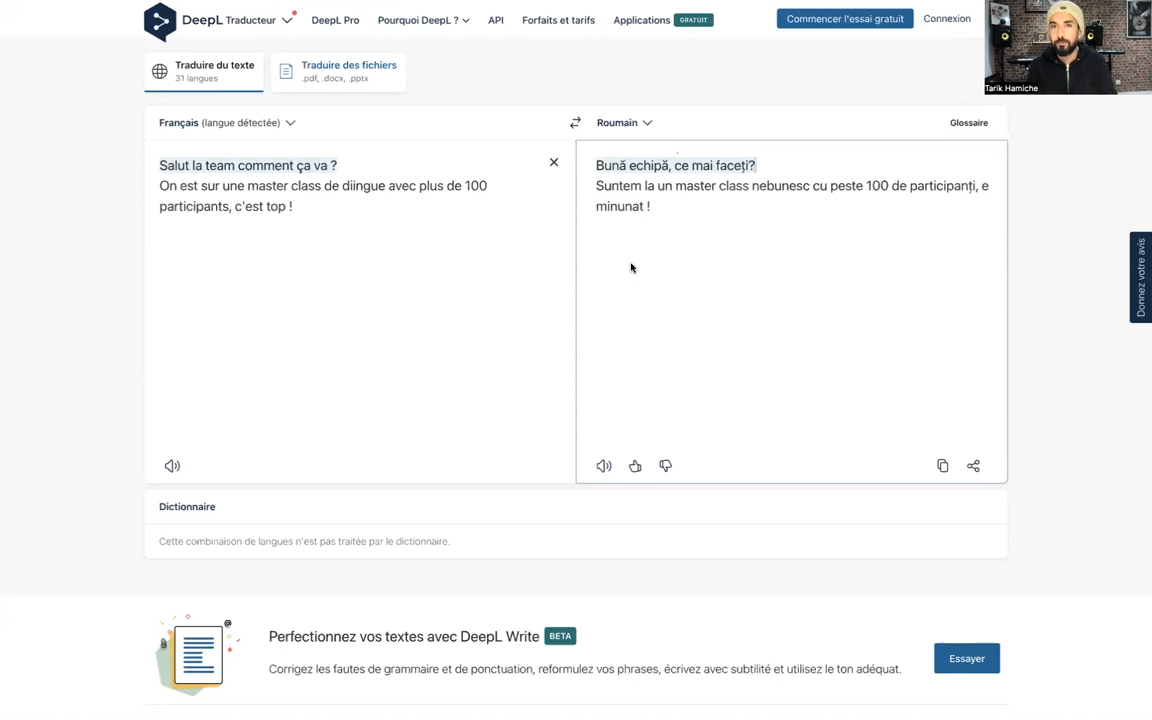 DeepL Traducteur
DeepL Pro
Pourquoi DeepL ?
API
Forfaits et tarifs
Applications GRATUIT
Commencer l'essai gratuit
Connexion
Tarik Hamiche
Traduire du texte
31 langues
Traduire des fichiers
.pdf, .docx, .pptx
Français (langue détectée)
Roumain
Glossaire
Salut la team comment ça va ?
On est sur une master class de diingue avec plus de 100
participants, c'est top !
Bună echipă, ce mai faceți?
Suntem la un master class nebunesc cu peste 100 de participanți, e
minunat !
Donnez votre avis
Dictionnaire
Cette combinaison de langues n'est pas traitée par le dictionnaire.
Perfectionnez vos textes avec DeepL Write BETA
Corrigez les fautes de grammaire et de ponctuation, reformulez vos phrases, écrivez avec subtilité et utilisez le ton adéquat.
Essayer